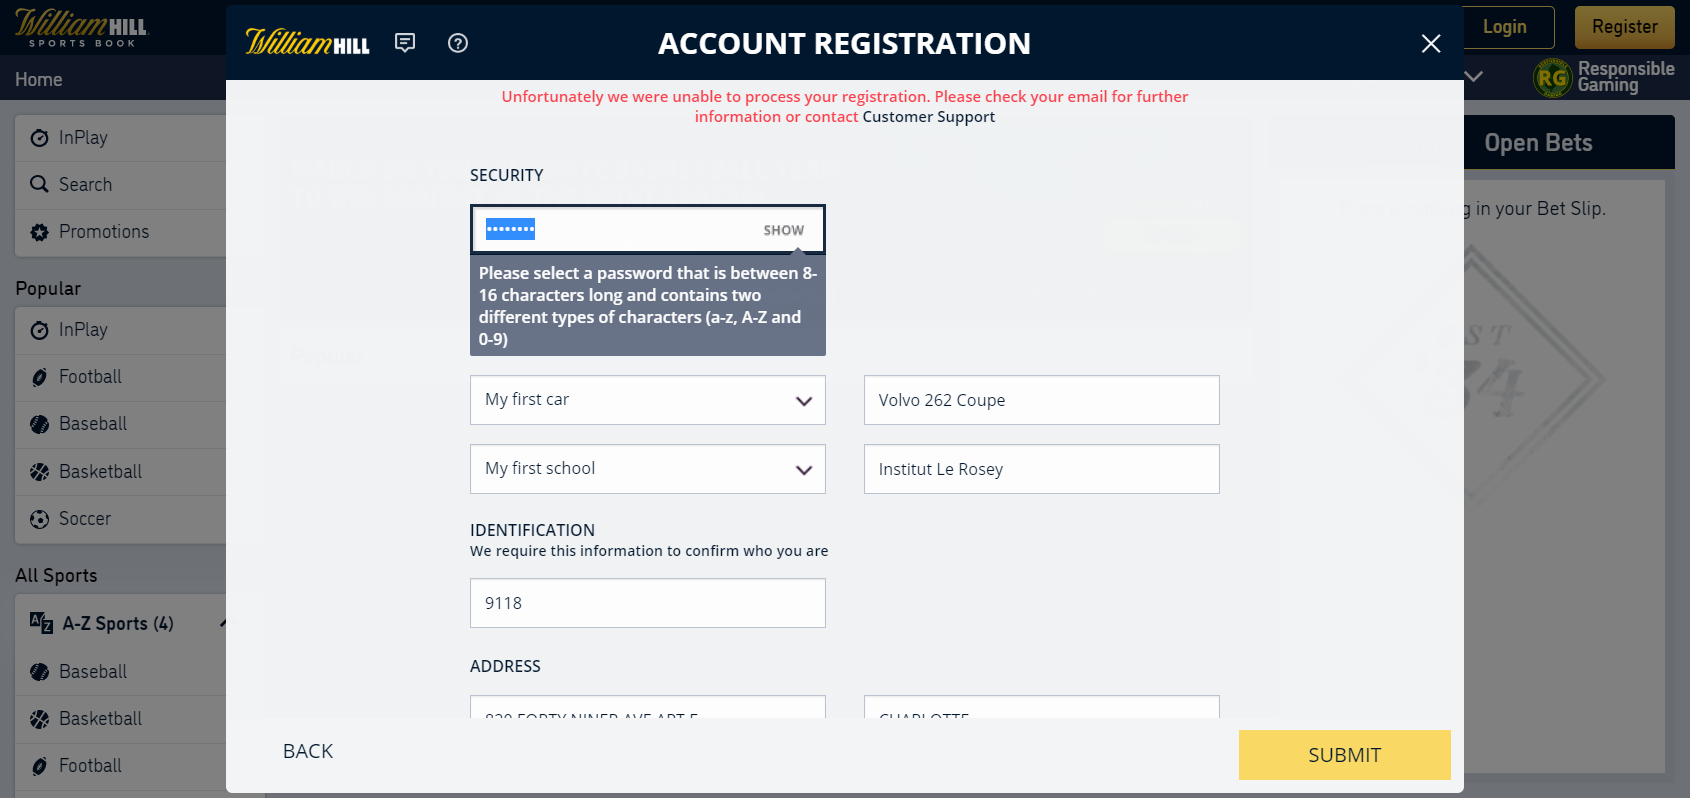 William HILL
SPORTS BOOK
Login
Register
Home
RG
Responsible
Gaming
William HILL
ACCOUNT REGISTRATION
Unfortunately we were unable to process your registration. Please check your email for further
information or contact Customer Support
InPlay
Search
Promotions
Popular
InPlay
Football
Baseball
Basketball
Soccer
All Sports
A-Z Sports (4)
Baseball
Basketball
Football
SECURITY
•••••••• SHOW
Please select a password that is between 8-
16 characters long and contains two
different types of characters (a-z, A-Z and
0-9)
My first car
Volvo 262 Coupe
My first school
Institut Le Rosey
IDENTIFICATION
We require this information to confirm who you are
9118
ADDRESS
CHARLOTTE
BACK
SUBMIT
Open Bets
in your Bet Slip.